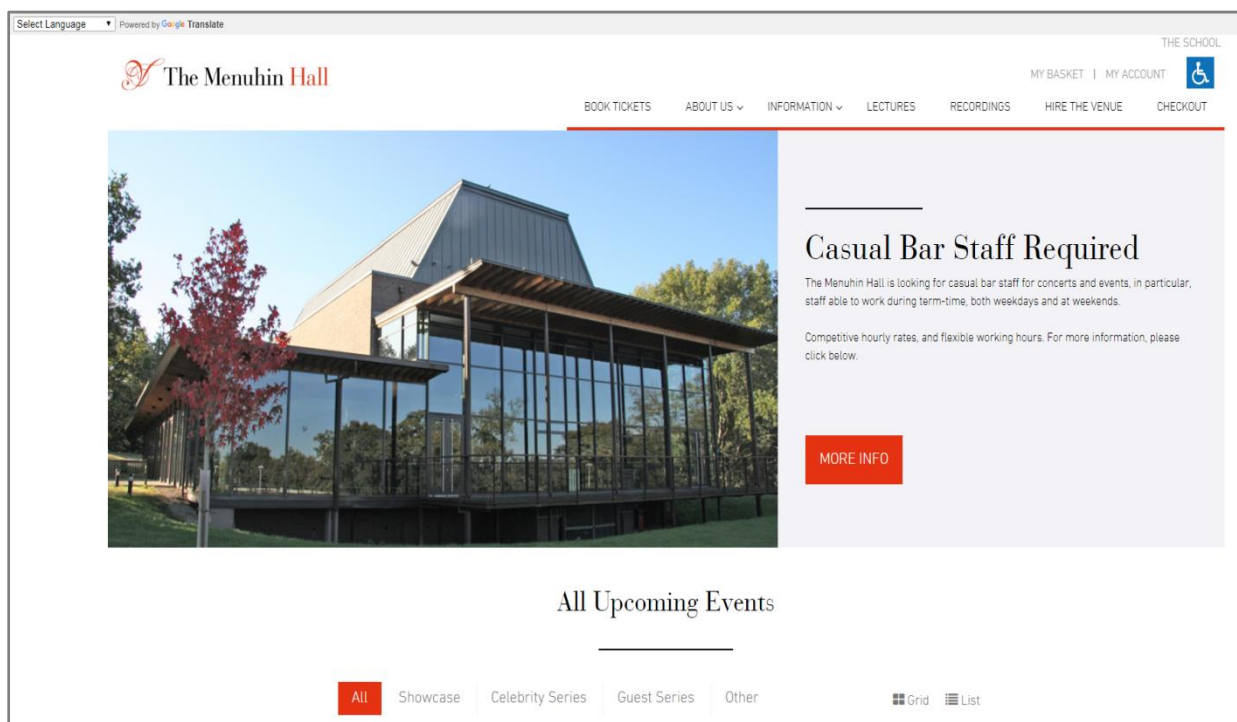 Select Language
Powered by Google Translate
THE SCHOOL
The Menuhin Hall
MY BASKET | MY ACCOUNT
BOOK TICKETS ABOUT US INFORMATION LECTURES RECORDINGS HIRE THE VENUE CHECKOUT
Casual Bar Staff Required
The Menuhin Hall is looking for casual bar staff for concerts and events, in particular,
staff able to work during term-time, both weekdays and at weekends.
Competitive hourly rates, and flexible working hours. For more information, please
click below.
MORE INFO
All Upcoming Events
All Showcase Celebrity Series Guest Series Other Grid List